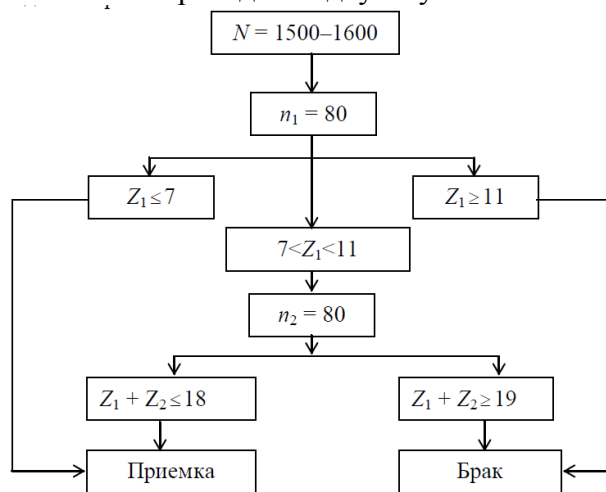 N = 1500–1600
n₁ = 80
Z₁ ≤ 7
Z₁ ≥ 11
7<Z₁<11
n₂ = 80
Z₁ + Z₂ ≤ 18
Z₁ + Z₂ ≥ 19
Приемка
Брак